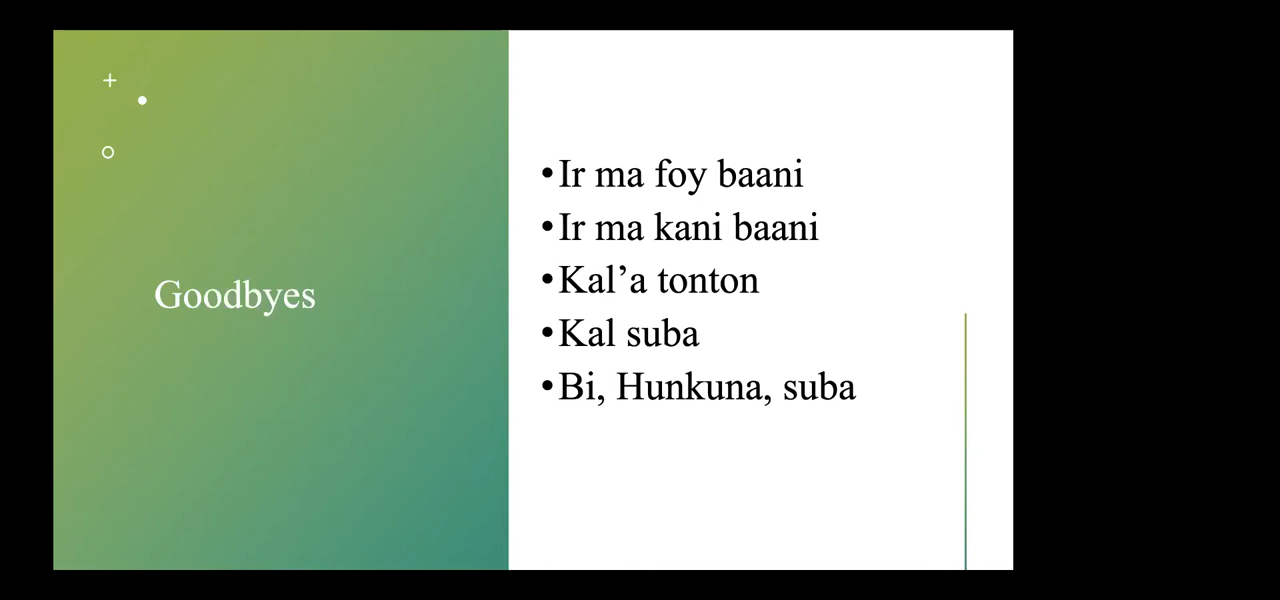 Goodbyes
•Ir ma foy baani
•Ir ma kani baani
•Kal’a tonton
•Kal suba
•Bi, Hunkuna, suba